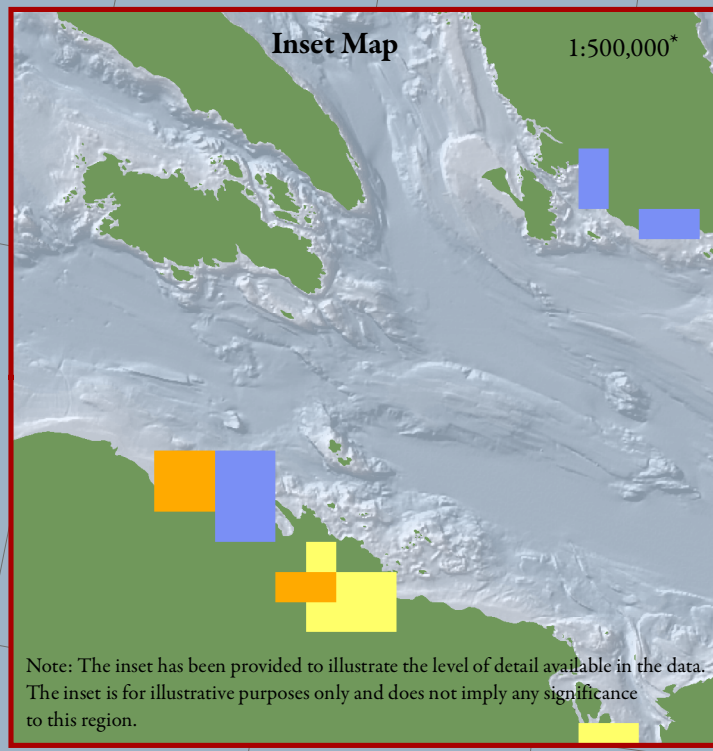 Inset Map
1:500,000*
Note: The inset has been provided to illustrate the level of detail available in the data.
The inset is for illustrative purposes only and does not imply any significance
to this region.